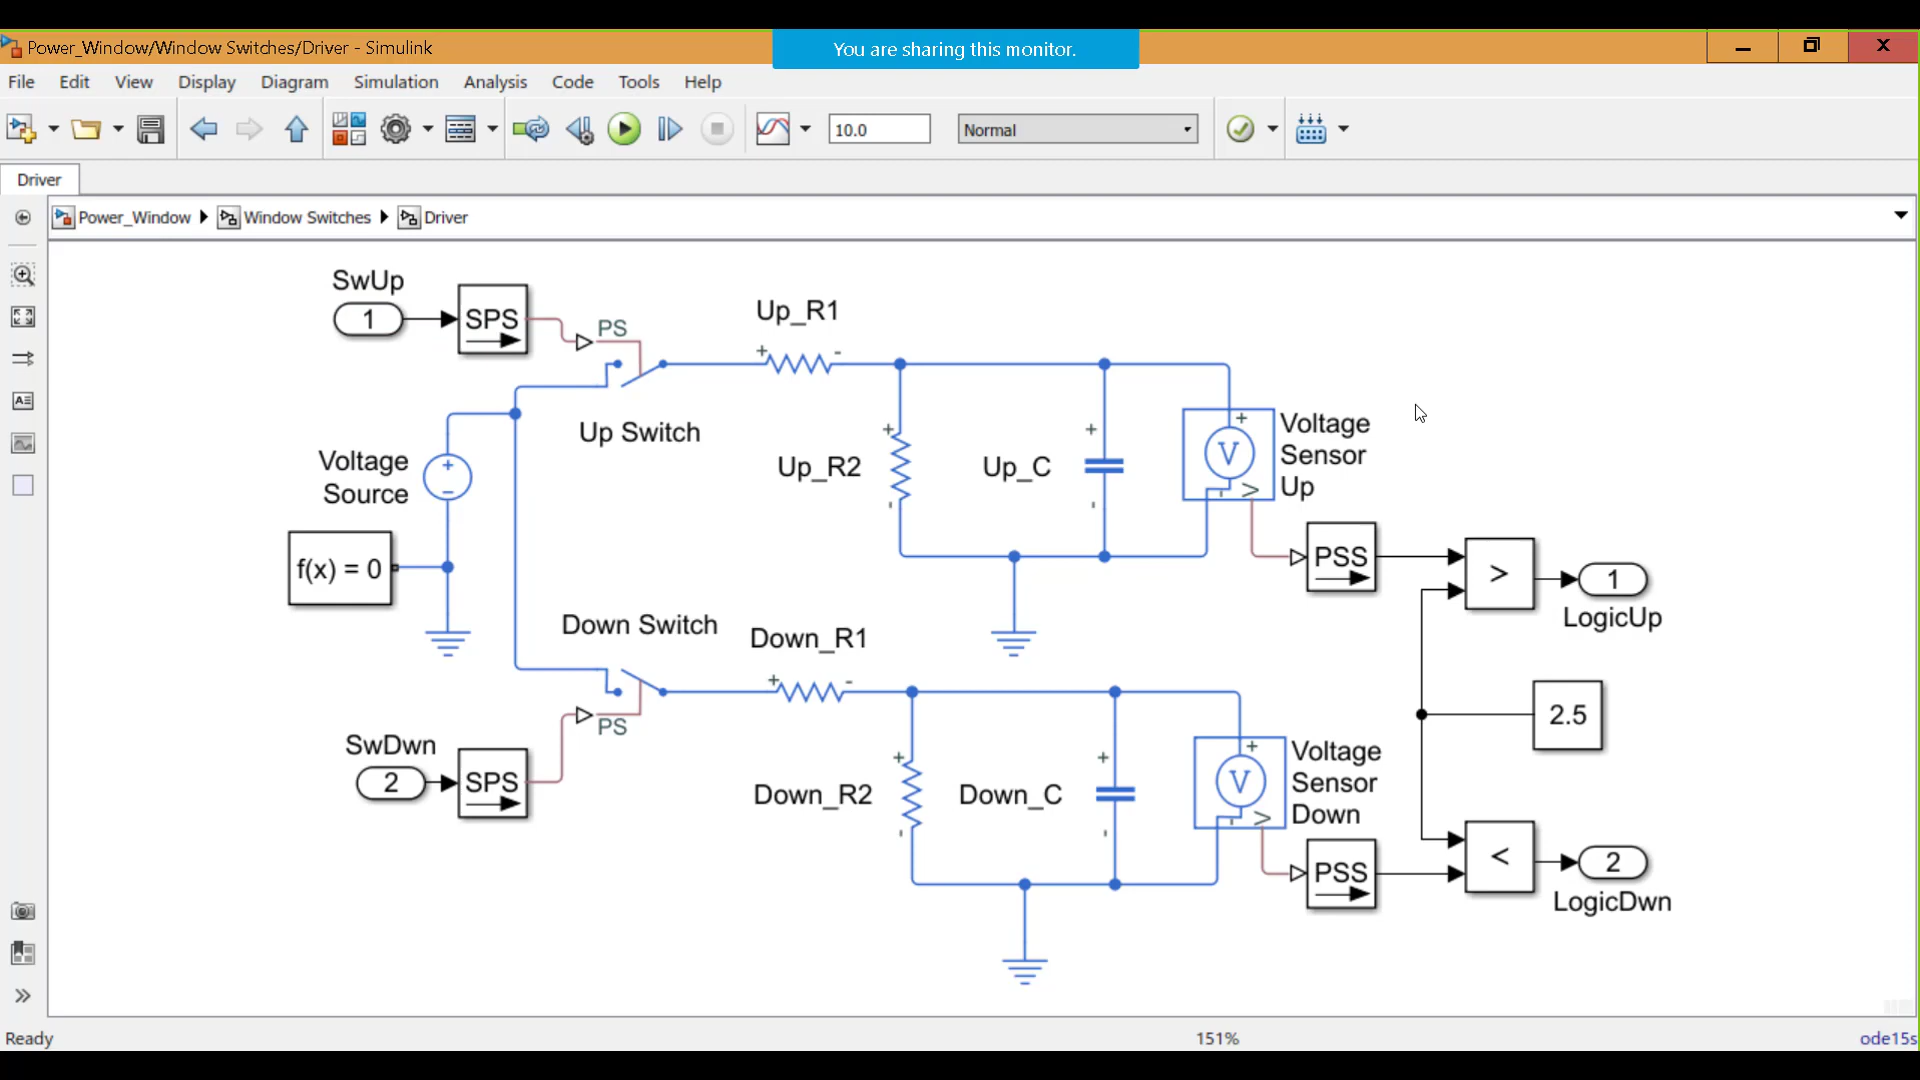 Power_Window/Window Switches/Driver - Simulink
You are sharing this monitor.
File Edit View Display Diagram Simulation Analysis Code Tools Help
10.0
Normal
Driver
Power_Window
Window Switches
Driver
SwUp
1
SPS
PS
Up_R1
+ -
Up Switch
Voltage
Source
+
-
f(x) = 0
+
Up_R2
-
+
Up_C
-
+
V
-
V
Voltage
Sensor
Up
PSS
>
1
LogicUp
Down Switch
Down_R1
+ -
PS
SwDwn
2
SPS
+
Down_R2
-
+
Down_C
-
+
V
-
V
Voltage
Sensor
Down
2.5
PSS
<
2
LogicDwn
Ready
151%
ode15s